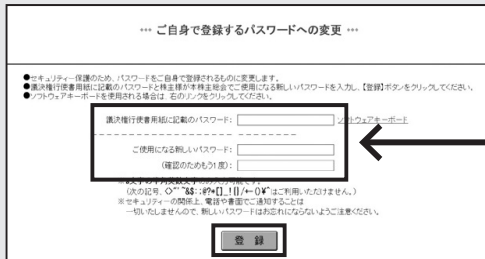 ··· ご自身で登録するパスワードへの変更 ···
●セキュリティー保護のため、パスワードをご自身で登録されるものに変更します。
●議決権行使書用紙に記載のパスワードと株主様が本株主総会でご使用になる新しいパスワードを入力し、【登録】ボタンをクリックしてください。
●ソフトウェアキーボードを使用される場合は、右のリンクをクリックしてください。
議決権行使書用紙に記載のパスワード:
ソフトウェアキーボード
ご使用になる新しいパスワード:
(確認のためもう1度):
はご利用いただけません。)
※セキュリティーの関係上、電話や書面でご通知することは
一切いたしませんので、新しいパスワードはお忘れにならないようご注意ください。
登 録